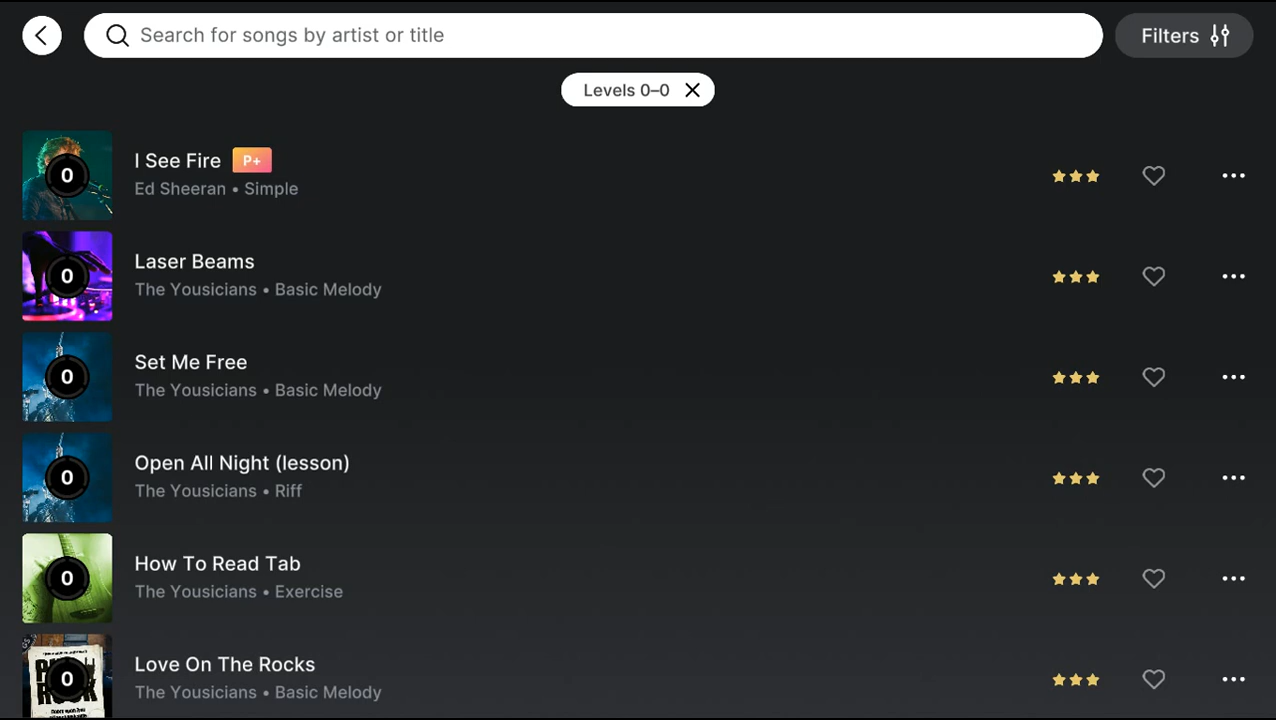 Search for songs by artist or title
Filters
Levels 0–0
0
I See Fire P+
Ed Sheeran • Simple
0
Laser Beams
The Yousicians • Basic Melody
0
Set Me Free
The Yousicians • Basic Melody
0
Open All Night (lesson)
The Yousicians • Riff
0
How To Read Tab
The Yousicians • Exercise
0
Love On The Rocks
The Yousicians • Basic Melody